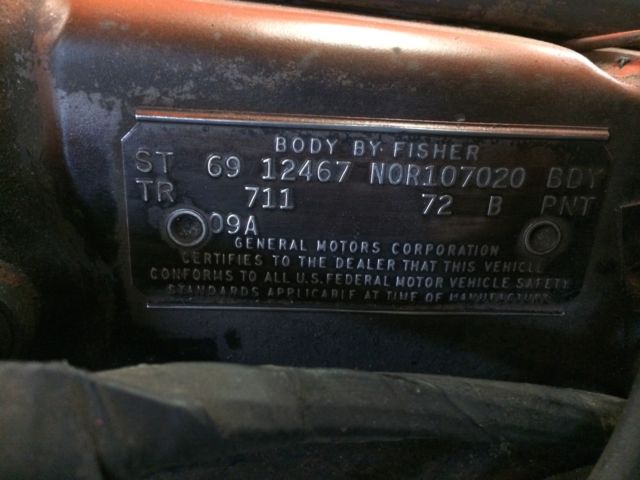 BODY BY FISHER
ST 69 12467 NOR107020 BDY
TR 711 72 B PNT
09A
GENERAL MOTORS CORPORATION
CERTIFIES TO THE DEALER THAT THIS VEHICLE
CONFORMS TO ALL U.S. FEDERAL MOTOR VEHICLE SAFETY
STANDARDS APPLICABLE AT TIME OF MANUFACTURE